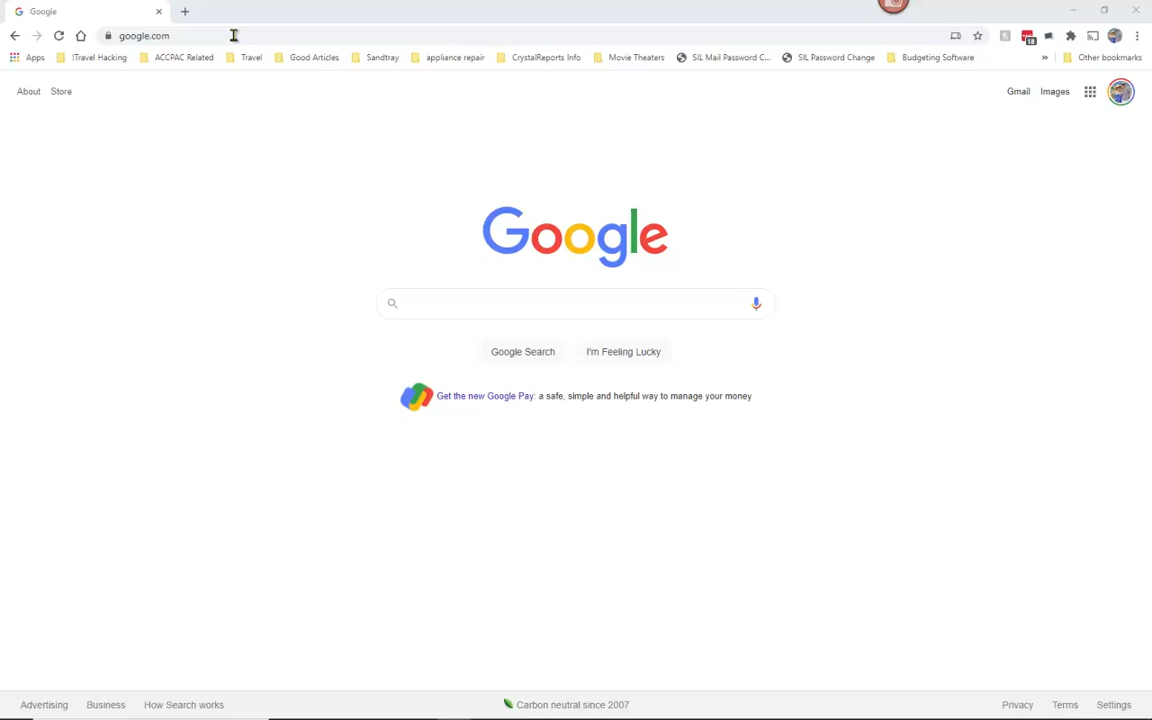 Google
google.com
18
Apps !Travel Hacking ACCPAC Related Travel Good Articles Sandtray appliance repair CrystalReports Info Movie Theaters SIL Mail Password C... SIL Password Change Budgeting Software » Other bookmarks
About Store Gmail Images
Google
Google Search I'm Feeling Lucky
Get the new Google Pay: a safe, simple and helpful way to manage your money
Advertising Business How Search works Carbon neutral since 2007 Privacy Terms Settings